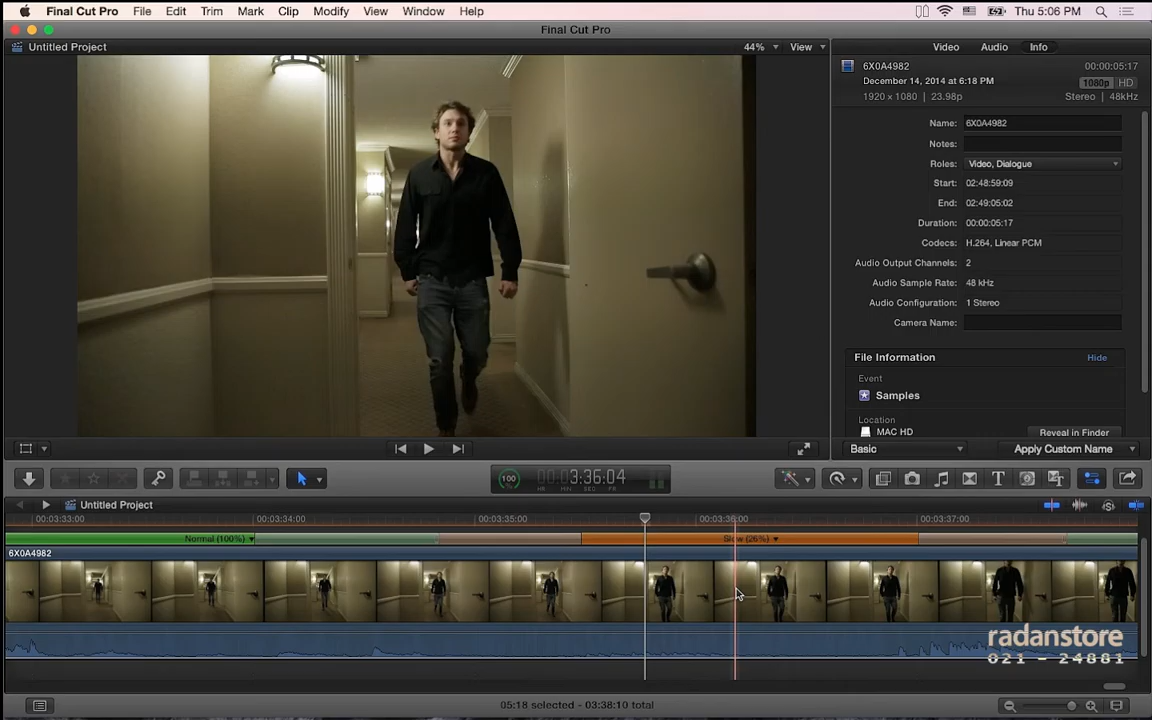 Final Cut Pro File Edit Trim Mark Clip Modify View Window Help Thu 5:06 PM
Final Cut Pro
Untitled Project 44% View Video Audio Info
6X0A4982 00:00:05:17
December 14, 2014 at 6:18 PM 1080p HD
1920 × 1080 | 23.98p Stereo | 48kHz
Name: 6X0A4982
Notes:
Roles: Video, Dialogue
Start: 02:48:59:09
End: 02:49:05:02
Duration: 00:00:05:17
Codecs: H.264, Linear PCM
Audio Output Channels: 2
Audio Sample Rate: 48 kHz
Audio Configuration: 1 Stereo
Camera Name:
File Information Hide
Event
Samples
Location
MAC HD Reveal in Finder
Basic Apply Custom Name
100 % 00:03:36:04
HR MIN SEC FR
Untitled Project
00:03:33:00 00:03:34:00 00:03:35:00 00:03:36:00 00:03:37:00
Normal (100%) Slow (26%)
6X0A4982
radanstore
021 - 24881
05:18 selected - 03:38:10 total